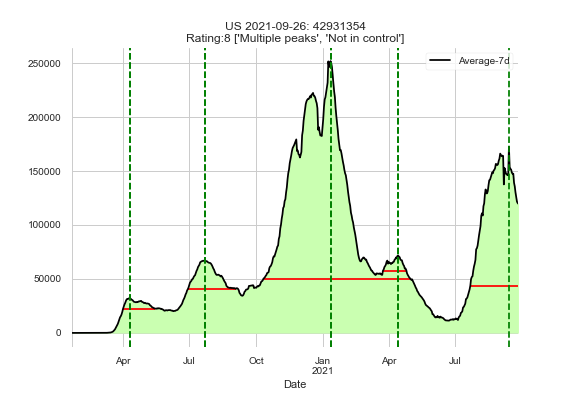 US 2021-09-26: 42931354
Rating:8 ['Multiple peaks', 'Not in control']
Average-7d
250000
200000
150000
100000
50000
0
Apr Jul Oct Jan Apr Jul
2021
Date